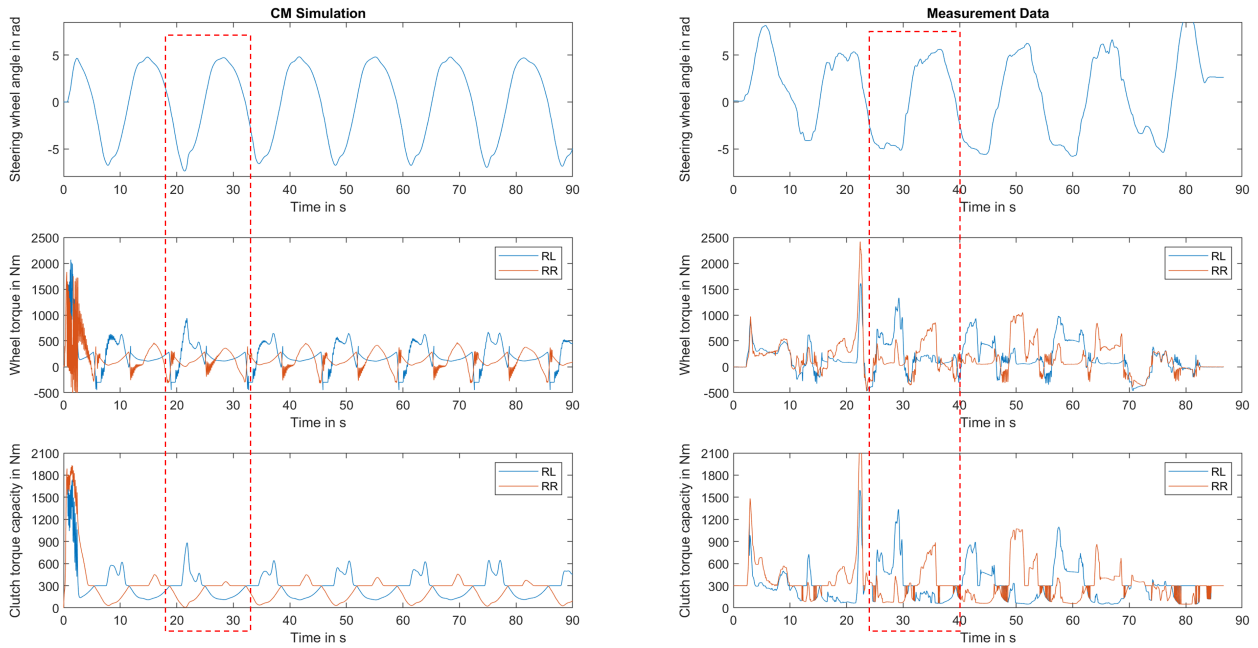 CM Simulation
Steering wheel angle in rad
5
0
-5
0 10 20 30 40 50 60 70 80 90
Time in s
Wheel torque in Nm
2500
2000
1500
1000
500
0
-500
RL
RR
0 10 20 30 40 50 60 70 80 90
Time in s
Clutch torque capacity in Nm
2100
1800
1500
1200
900
600
300
0
RL
RR
0 10 20 30 40 50 60 70 80 90
Time in s
Measurement Data
Steering wheel angle in rad
5
0
-5
0 10 20 30 40 50 60 70 80 90
Time in s
Wheel torque in Nm
2500
2000
1500
1000
500
0
-500
RL
RR
0 10 20 30 40 50 60 70 80 90
Time in s
Clutch torque capacity in Nm
2100
1800
1500
1200
900
600
300
0
RL
RR
0 10 20 30 40 50 60 70 80 90
Time in s